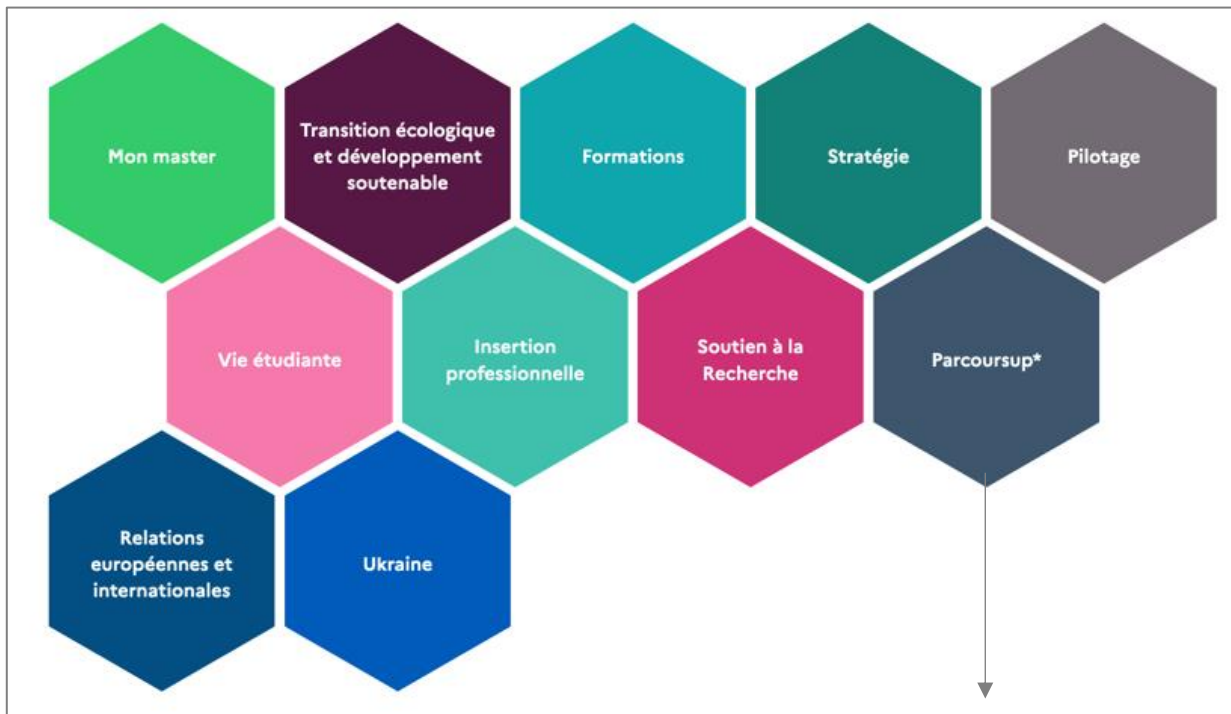 Mon master
Transition écologique
et développement
soutenable
Formations
Stratégie
Pilotage
Vie étudiante
Insertion
professionnelle
Soutien à la
Recherche
Parcoursup*
Relations
européennes et
internationales
Ukraine